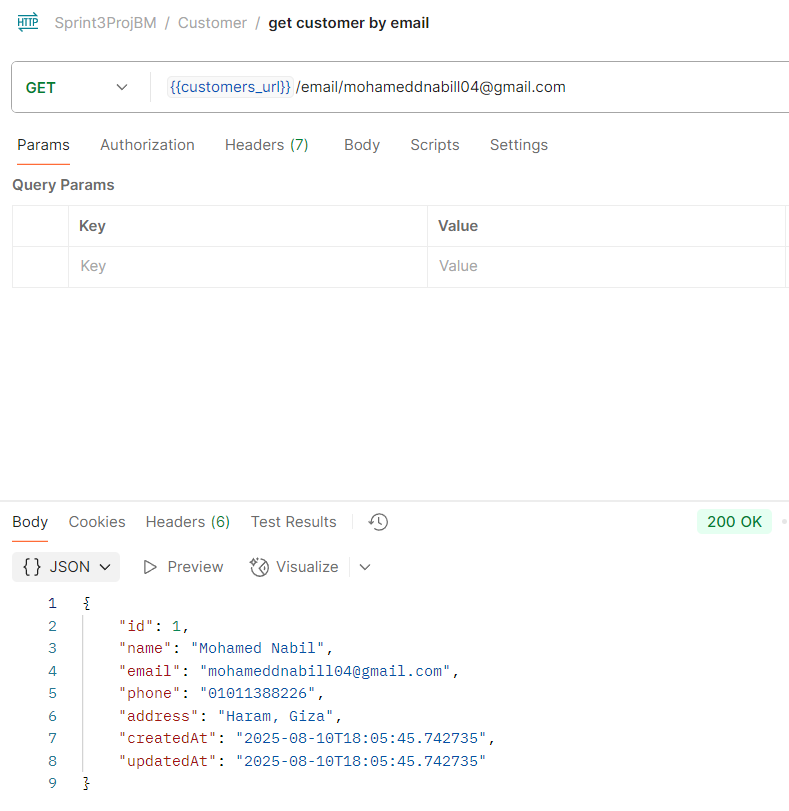 HTTP Sprint3ProjBM / Customer / get customer by email
GET {{customers_url}} /email/mohameddnabill04@gmail.com
Params Authorization Headers (7) Body Scripts Settings
Query Params
Key Value
Key Value
Body Cookies Headers (6) Test Results 200 OK
{} JSON Preview Visualize
1 {
2 "id": 1,
3 "name": "Mohamed Nabil",
4 "email": "mohameddnabill04@gmail.com",
5 "phone": "01011388226",
6 "address": "Haram, Giza",
7 "createdAt": "2025-08-10T18:05:45.742735",
8 "updatedAt": "2025-08-10T18:05:45.742735"
9 }